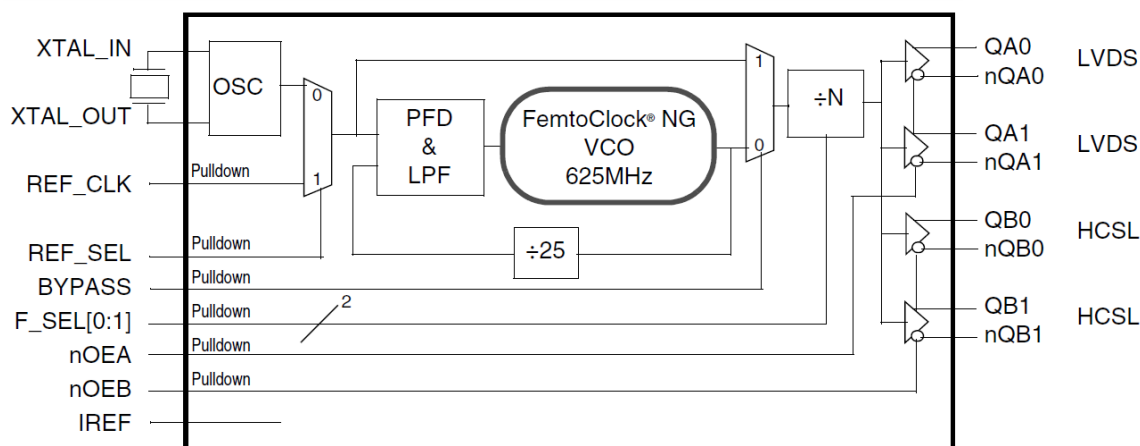 XTAL_IN
XTAL_OUT
OSC
0
1
REF_CLK
Pulldown
REF_SEL
Pulldown
BYPASS
Pulldown
F_SEL[0:1]
Pulldown
2
nOEA
Pulldown
nOEB
Pulldown
IREF
PFD
&
LPF
FemtoClock® NG
VCO
625MHz
÷25
1
0
÷N
QA0
nQA0
LVDS
QA1
nQA1
LVDS
QB0
nQB0
HCSL
QB1
nQB1
HCSL